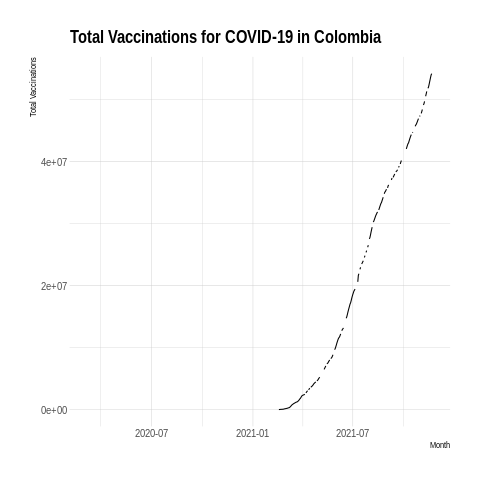 Total Vaccinations for COVID-19 in Colombia
Total Vaccinations
4e+07
2e+07
0e+00
2020-07
2021-01
2021-07
Month